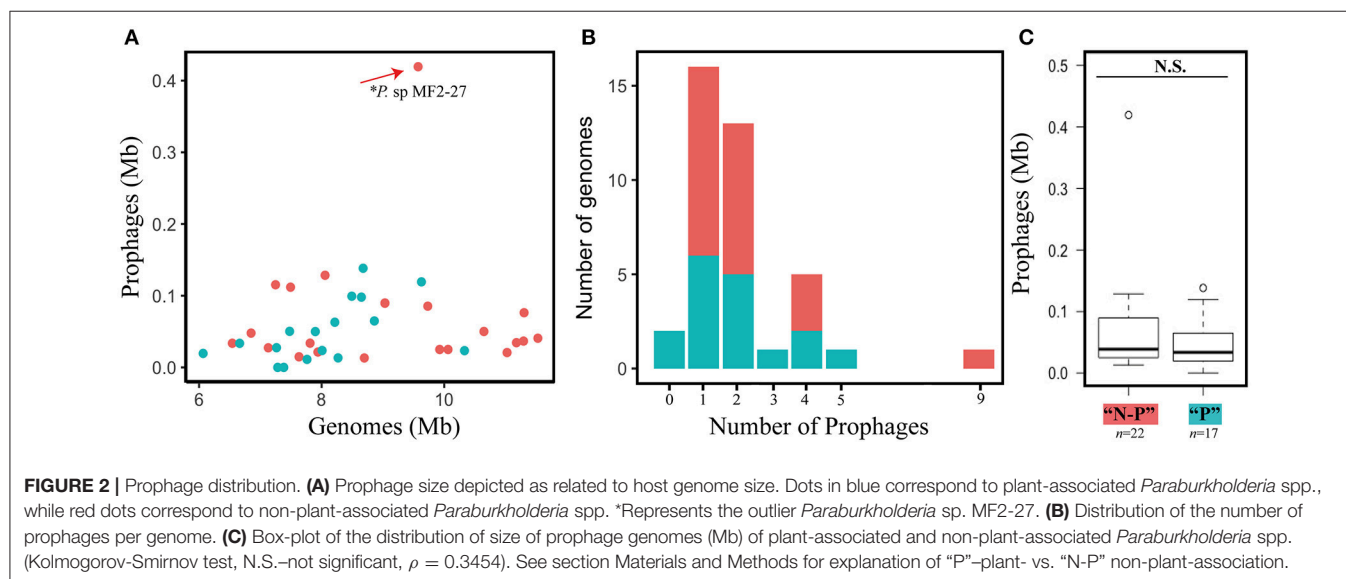 A
Prophages (Mb)
0.4
0.3
0.2
0.1
0.0
*P. sp MF2-27
6
8
10
Genomes (Mb)
B
Number of genomes
15
10
5
0
0
1
2
3
4
5
9
Number of Prophages
C
Prophages (Mb)
0.5
0.4
0.3
0.2
0.1
0.0
N.S.
“N-P”
“P”
n=22
n=17
FIGURE 2 | Prophage distribution. (A) Prophage size depicted as related to host genome size. Dots in blue correspond to plant-associated Paraburkholderia spp.,
while red dots correspond to non-plant-associated Paraburkholderia spp. *Represents the outlier Paraburkholderia sp. MF2-27. (B) Distribution of the number of
prophages per genome. (C) Box-plot of the distribution of size of prophage genomes (Mb) of plant-associated and non-plant-associated Paraburkholderia spp.
(Kolmogorov-Smirnov test, N.S.–not significant, ρ = 0.3454). See section Materials and Methods for explanation of “P”–plant- vs. “N-P” non-plant-association.